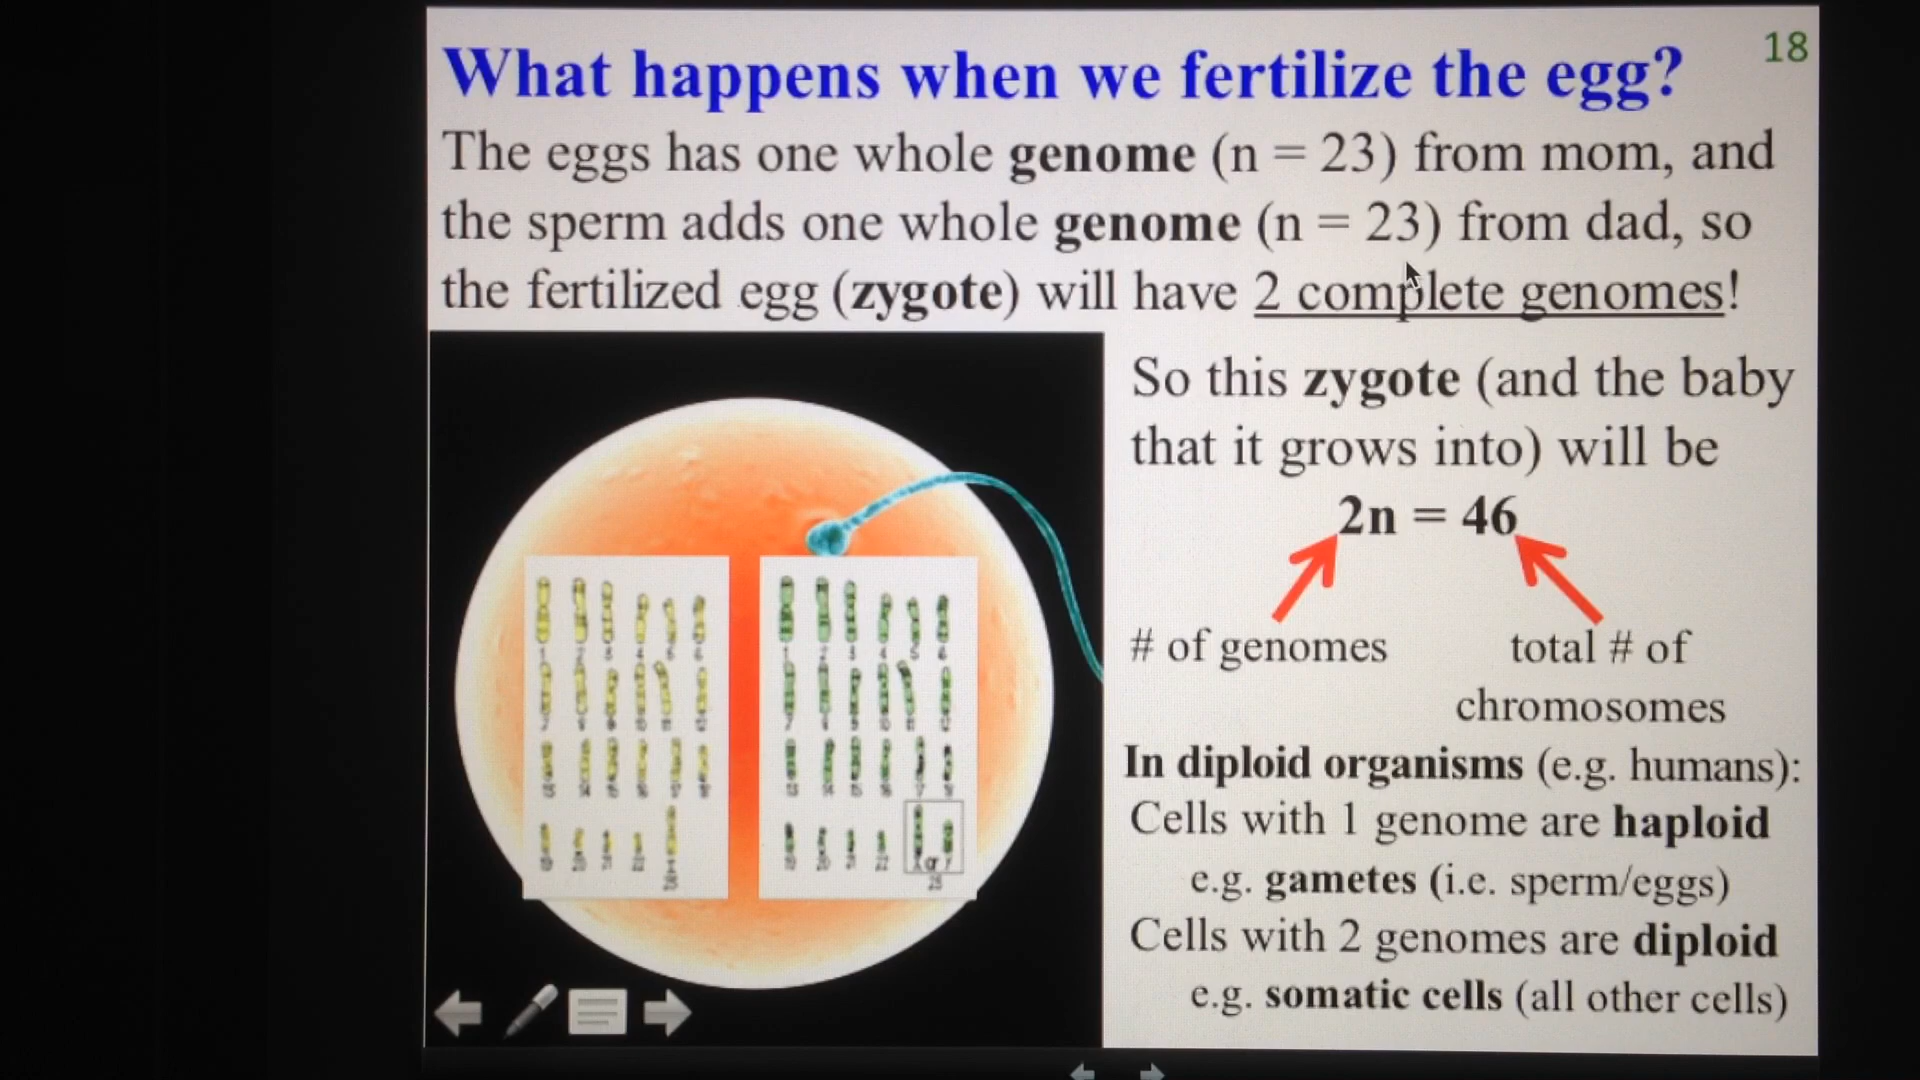 18
What happens when we fertilize the egg?
The eggs has one whole genome (n = 23) from mom, and
the sperm adds one whole genome (n = 23) from dad, so
the fertilized egg (zygote) will have 2 complete genomes!
So this zygote (and the baby
that it grows into) will be
2n = 46
# of genomes
total # of
chromosomes
In diploid organisms (e.g. humans):
Cells with 1 genome are haploid
e.g. gametes (i.e. sperm/eggs)
Cells with 2 genomes are diploid
e.g. somatic cells (all other cells)